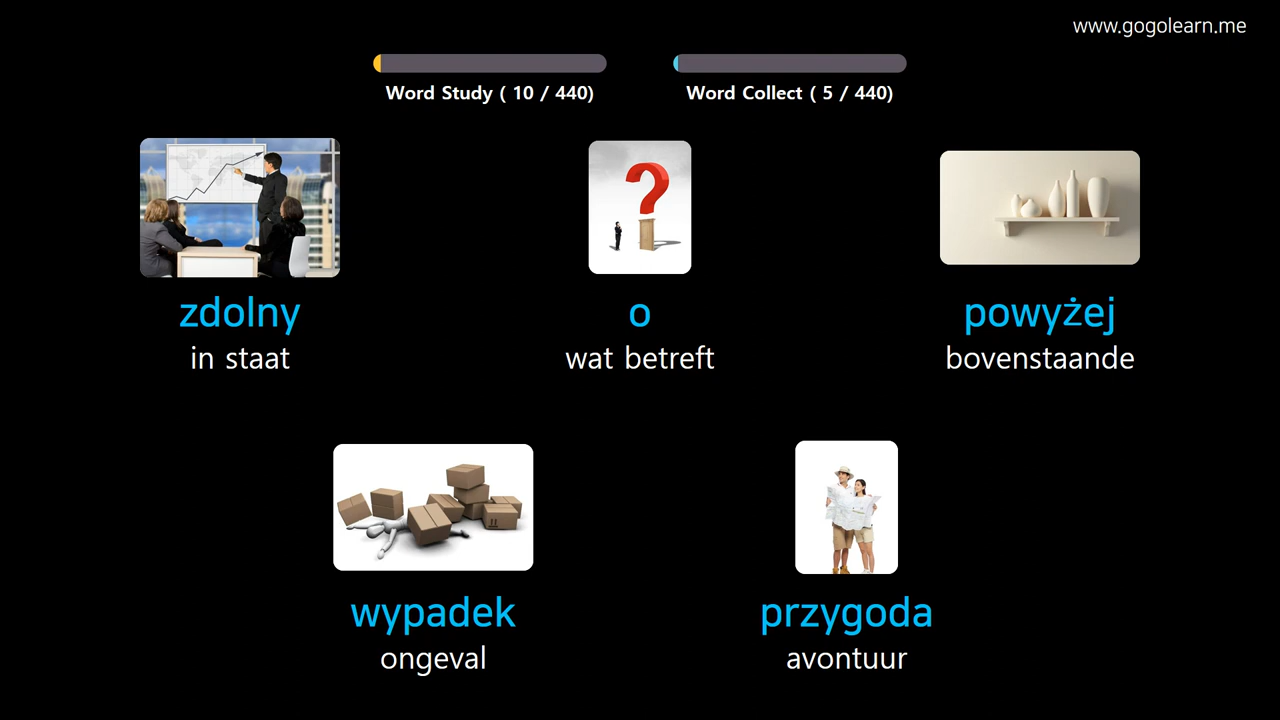 www.gogolearn.me
Word Study ( 10 / 440)
Word Collect ( 5 / 440)
zdolny
in staat
o
wat betreft
powyżej
bovenstaande
wypadek
ongeval
przygoda
avontuur